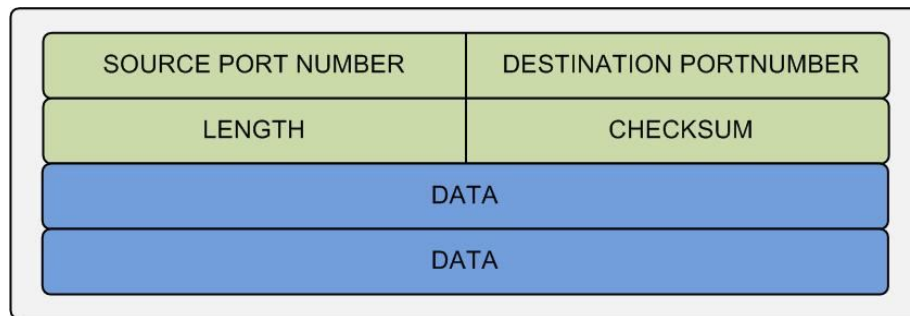 SOURCE PORT NUMBER DESTINATION PORTNUMBER
LENGTH CHECKSUM
DATA
DATA